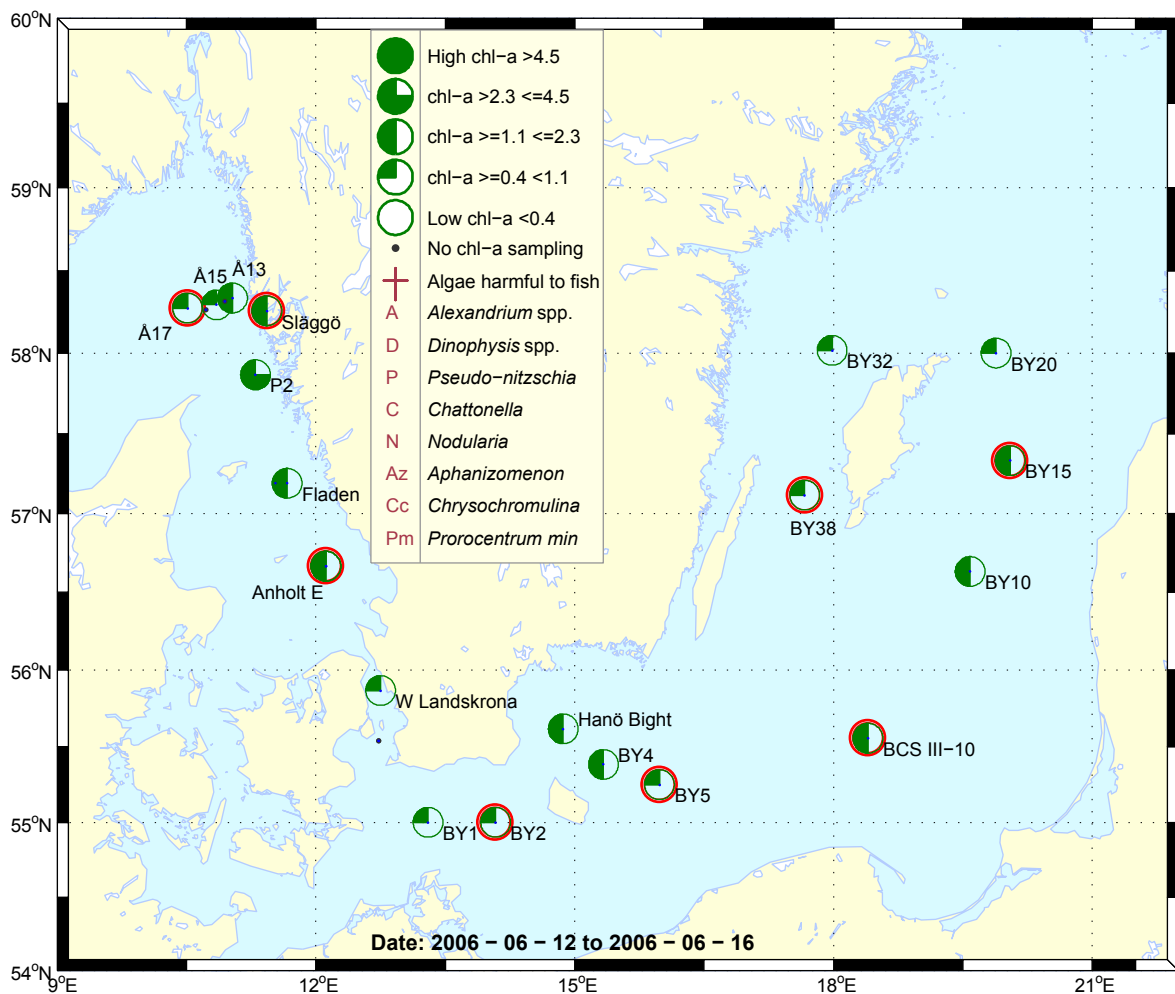 60°N
59°N
58°N
57°N
56°N
55°N
54°N
9°E
12°E
15°E
18°E
21°E
High chl−a >4.5
chl−a >2.3 <=4.5
chl−a >=1.1 <=2.3
chl−a >=0.4 <1.1
Low chl−a <0.4
No chl−a sampling
Algae harmful to fish
A Alexandrium spp.
D Dinophysis spp.
P Pseudo−nitzschia
C Chattonella
N Nodularia
Az Aphanizomenon
Cc Chrysochromulina
Pm Prorocentrum min
Å15
Å13
Å17
Släggö
P2
Fladen
Anholt E
W Landskrona
Hanö Bight
BY4
BY5
BY1
BY2
BY32
BY20
BY15
BY38
BY10
BCS III−10
Date: 2006 − 06 − 12 to 2006 − 06 − 16